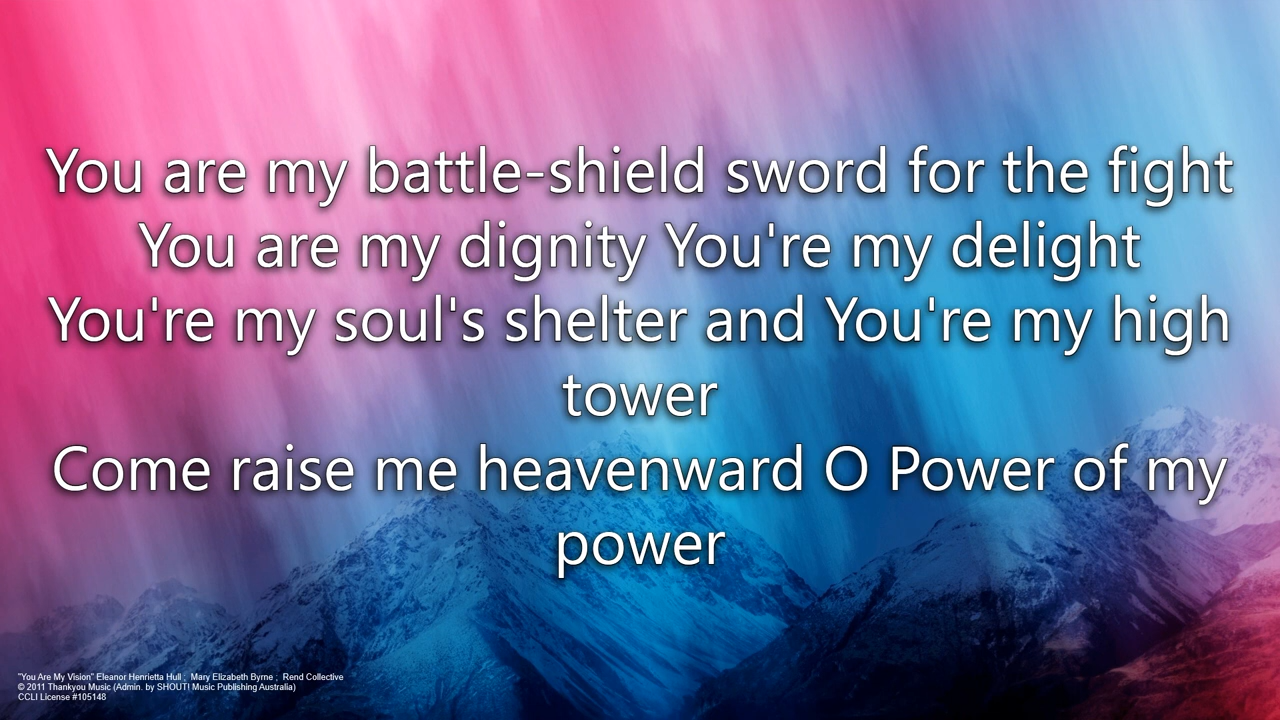 You are my battle-shield sword for the fight
You are my dignity You're my delight
You're my soul's shelter and You're my high
tower
Come raise me heavenward O Power of my
power
"You Are My Vision" Eleanor Henrietta Hull ; Mary Elizabeth Byrne ; Rend Collective
© 2011 Thankyou Music (Admin. by SHOUT! Music Publishing Australia)
CCLI License #105148